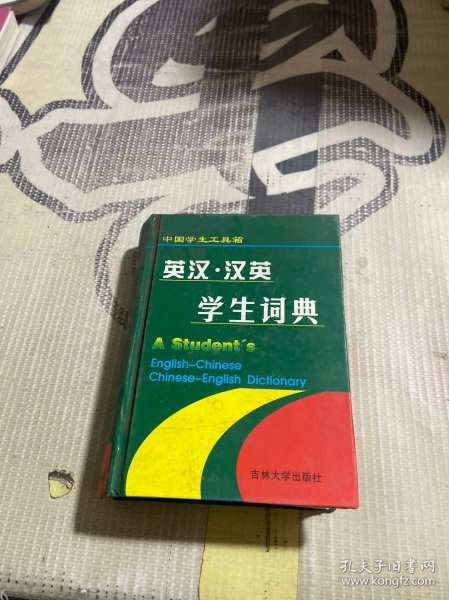 中国学生工具箱
英汉·汉英
学生词典
A Student's
English-Chinese
Chinese-English Dictionary
吉林大学出版社
孔夫子旧书网
www.kongfz.com